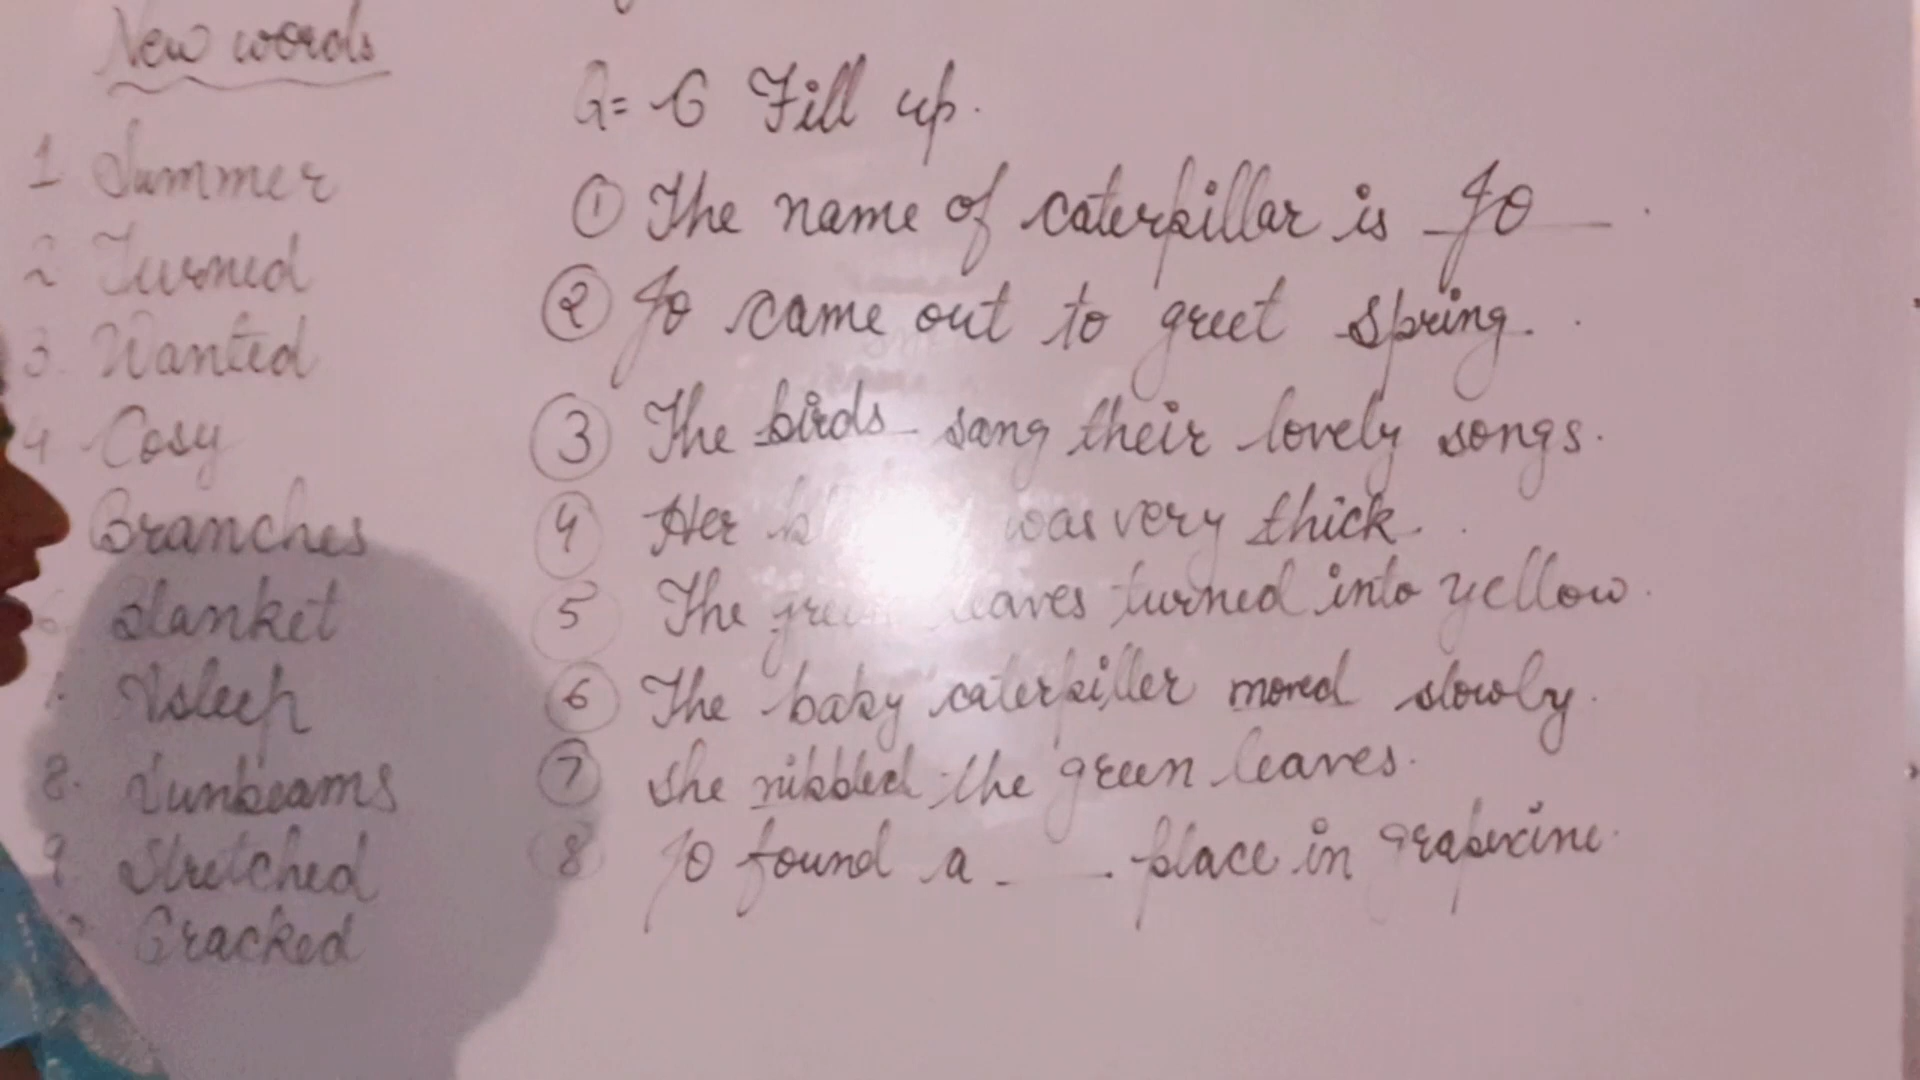 New words
1 Summer
2 Turned
3. Wanted
4 Cosy
Branches
Blanket
Asleep
8. Sunbeams
9. Stretched
Cracked
Q= 6 Fill up.
① The name of caterpillar is Jo .
② Jo came out to greet spring.
③ The birds sang their lovely songs.
④ Her was very thick.
⑤ The leaves turned into yellow.
⑥ The baby caterpiller moved slowly.
⑦ she nibbled the green leaves.
⑧ Jo found a place in